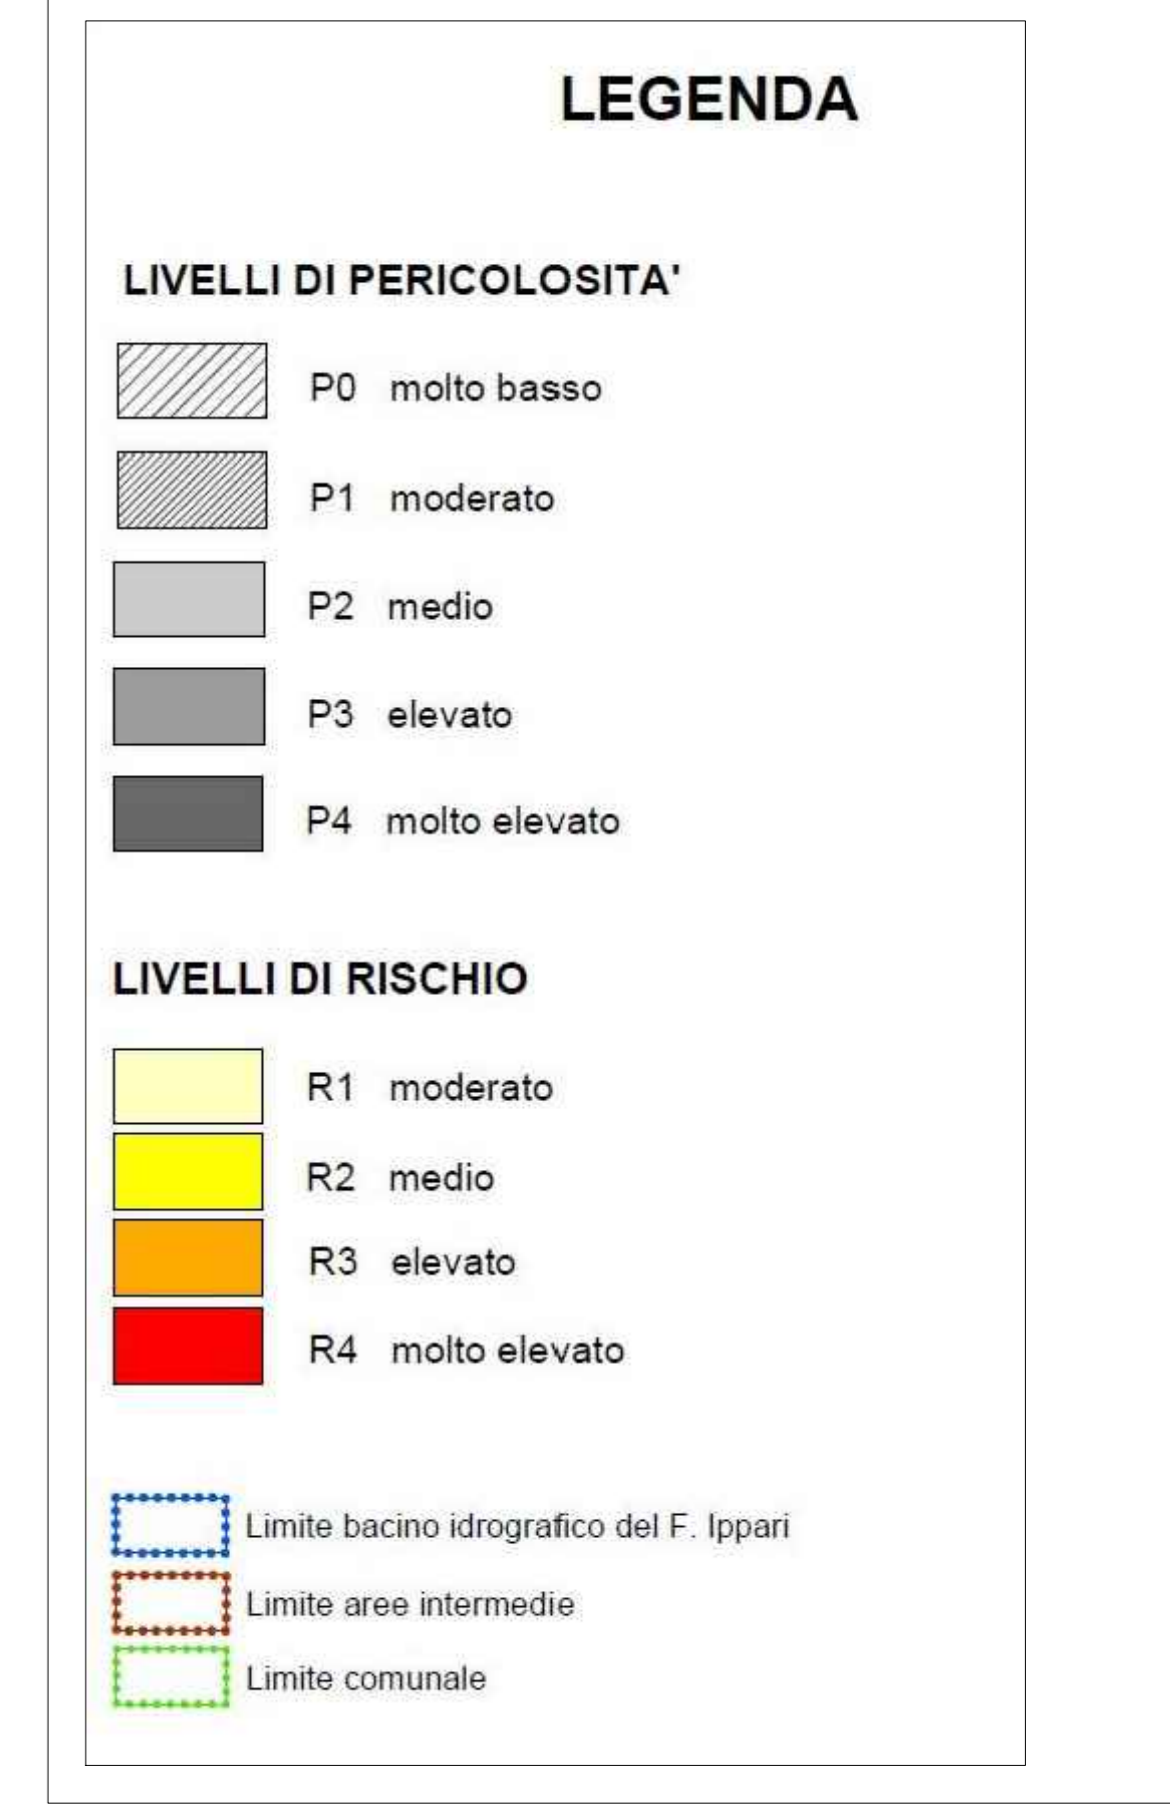 LEGENDA
LIVELLI DI PERICOLOSITA'
P0 molto basso
P1 moderato
P2 medio
P3 elevato
P4 molto elevato
LIVELLI DI RISCHIO
R1 moderato
R2 medio
R3 elevato
R4 molto elevato
Limite bacino idrografico del F. Ippari
Limite aree intermedie
Limite comunale